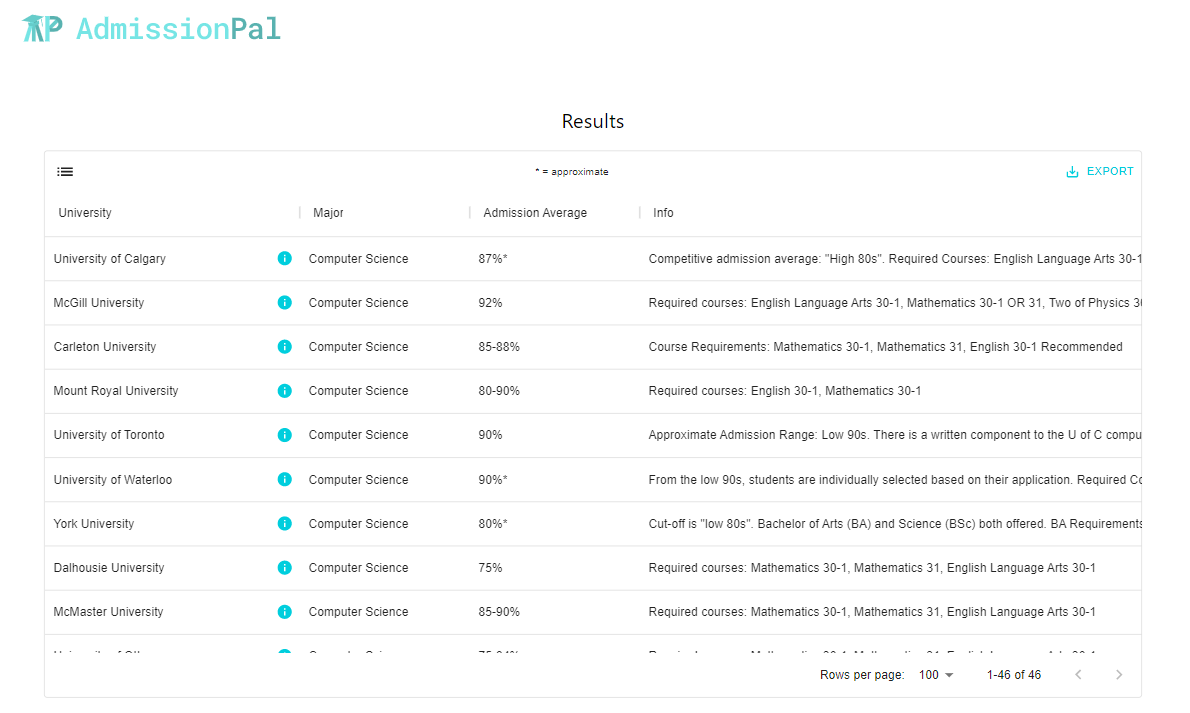 AdmissionPal
Results
* = approximate
EXPORT
University Major Admission Average Info
University of Calgary Computer Science 87%* Competitive admission average: "High 80s". Required Courses: English Language Arts 30-1
McGill University Computer Science 92% Required courses: English Language Arts 30-1, Mathematics 30-1 OR 31, Two of Physics
Carleton University Computer Science 85-88% Course Requirements: Mathematics 30-1, Mathematics 31, English 30-1 Recommended
Mount Royal University Computer Science 80-90% Required courses: English 30-1, Mathematics 30-1
University of Toronto Computer Science 90% Approximate Admission Range: Low 90s. There is a written component to the U of C compu
University of Waterloo Computer Science 90%* From the low 90s, students are individually selected based on their application. Required
York University Computer Science 80%* Cut-off is "low 80s". Bachelor of Arts (BA) and Science (BSc) both offered. BA Requirements
Dalhousie University Computer Science 75% Required courses: Mathematics 30-1, Mathematics 31, English Language Arts 30-1
McMaster University Computer Science 85-90% Required courses: Mathematics 30-1, Mathematics 31, English Language Arts 30-1
Rows per page: 100 1-46 of 46